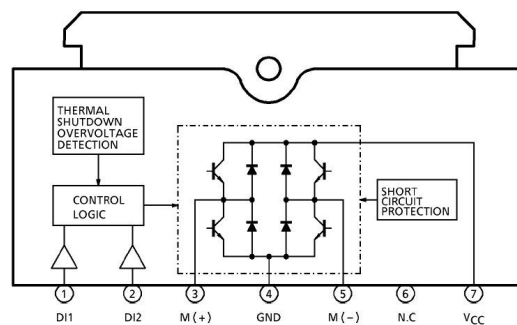 THERMAL
SHUTDOWN
OVERVOLTAGE
DETECTION
CONTROL
LOGIC
SHORT
CIRCUIT
PROTECTION
1 2 3 4 5 6 7
DI1 DI2 M (+) GND M (−) N.C VCC